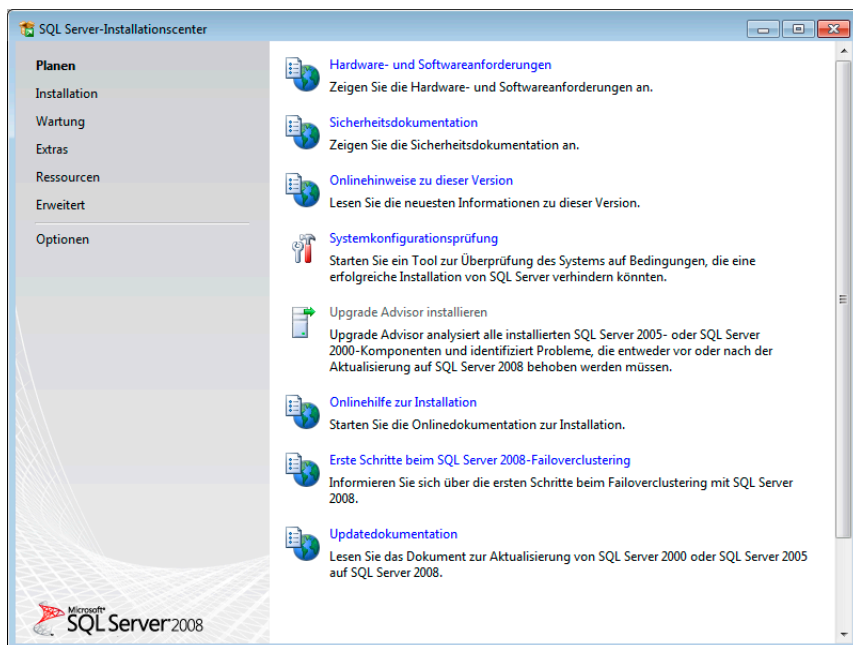 SQL Server-Installationscenter
Planen
Installation
Wartung
Extras
Ressourcen
Erweitert
Optionen
Hardware- und Softwareanforderungen
Zeigen Sie die Hardware- und Softwareanforderungen an.
Sicherheitsdokumentation
Zeigen Sie die Sicherheitsdokumentation an.
Onlinehinweise zu dieser Version
Lesen Sie die neuesten Informationen zu dieser Version.
Systemkonfigurationsprüfung
Starten Sie ein Tool zur Überprüfung des Systems auf Bedingungen, die eine
erfolgreiche Installation von SQL Server verhindern könnten.
Upgrade Advisor installieren
Upgrade Advisor analysiert alle installierten SQL Server 2005- oder SQL Server
2000-Komponenten und identifiziert Probleme, die entweder vor oder nach der
Aktualisierung auf SQL Server 2008 behoben werden müssen.
Onlinehilfe zur Installation
Starten Sie die Onlinedokumentation zur Installation.
Erste Schritte beim SQL Server 2008-Failoverclustering
Informieren Sie sich über die ersten Schritte beim Failoverclustering mit SQL Server
2008.
Updatedokumentation
Lesen Sie das Dokument zur Aktualisierung von SQL Server 2000 oder SQL Server 2005
auf SQL Server 2008.
Microsoft®
SQL Server 2008